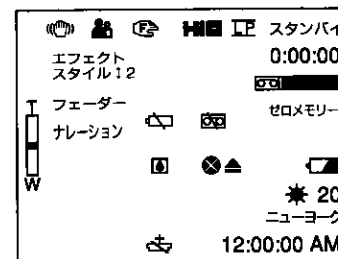 Hi8 LP スタンバイ
エフェクト 0:00:00
スタイル:2
T フェーダー ゼロメモリー
ナレーション
W
20
ニューヨーク
12:00:00 AM